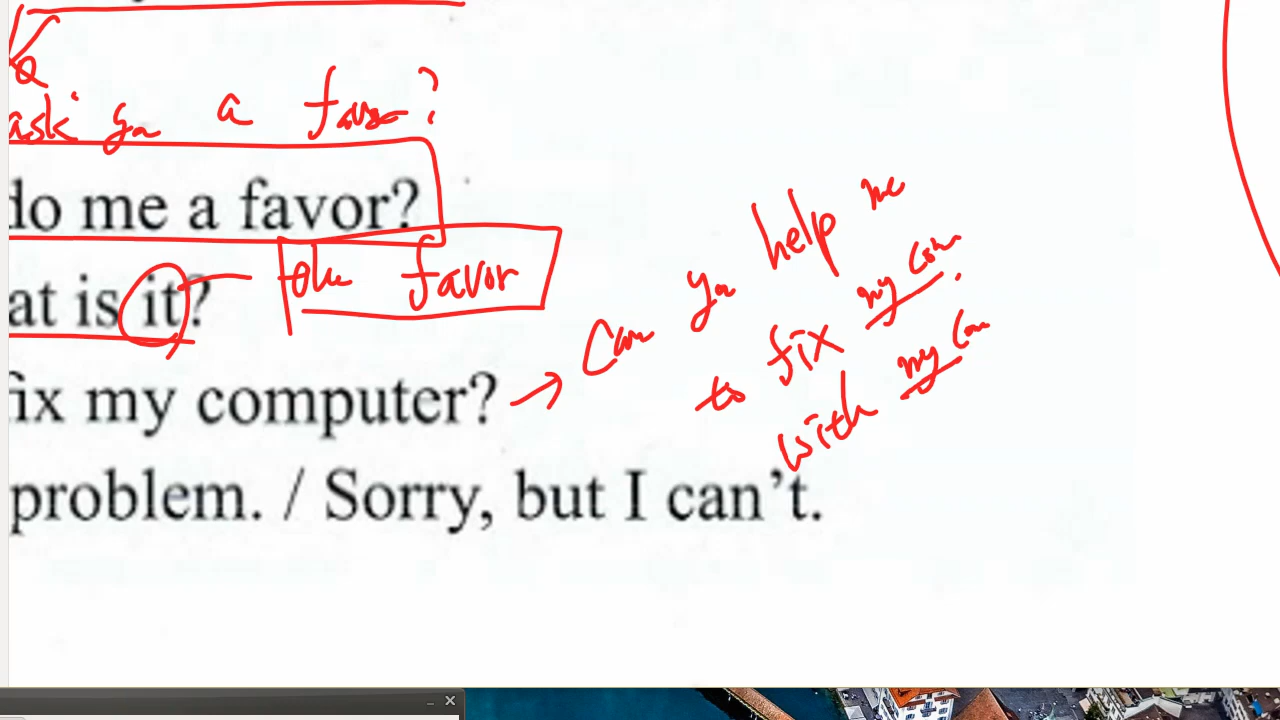 ask you a favor?
do me a favor?
at is it? the favor
Can you help me
to fix my com
with my com
fix my computer?
problem. / Sorry, but I can't.